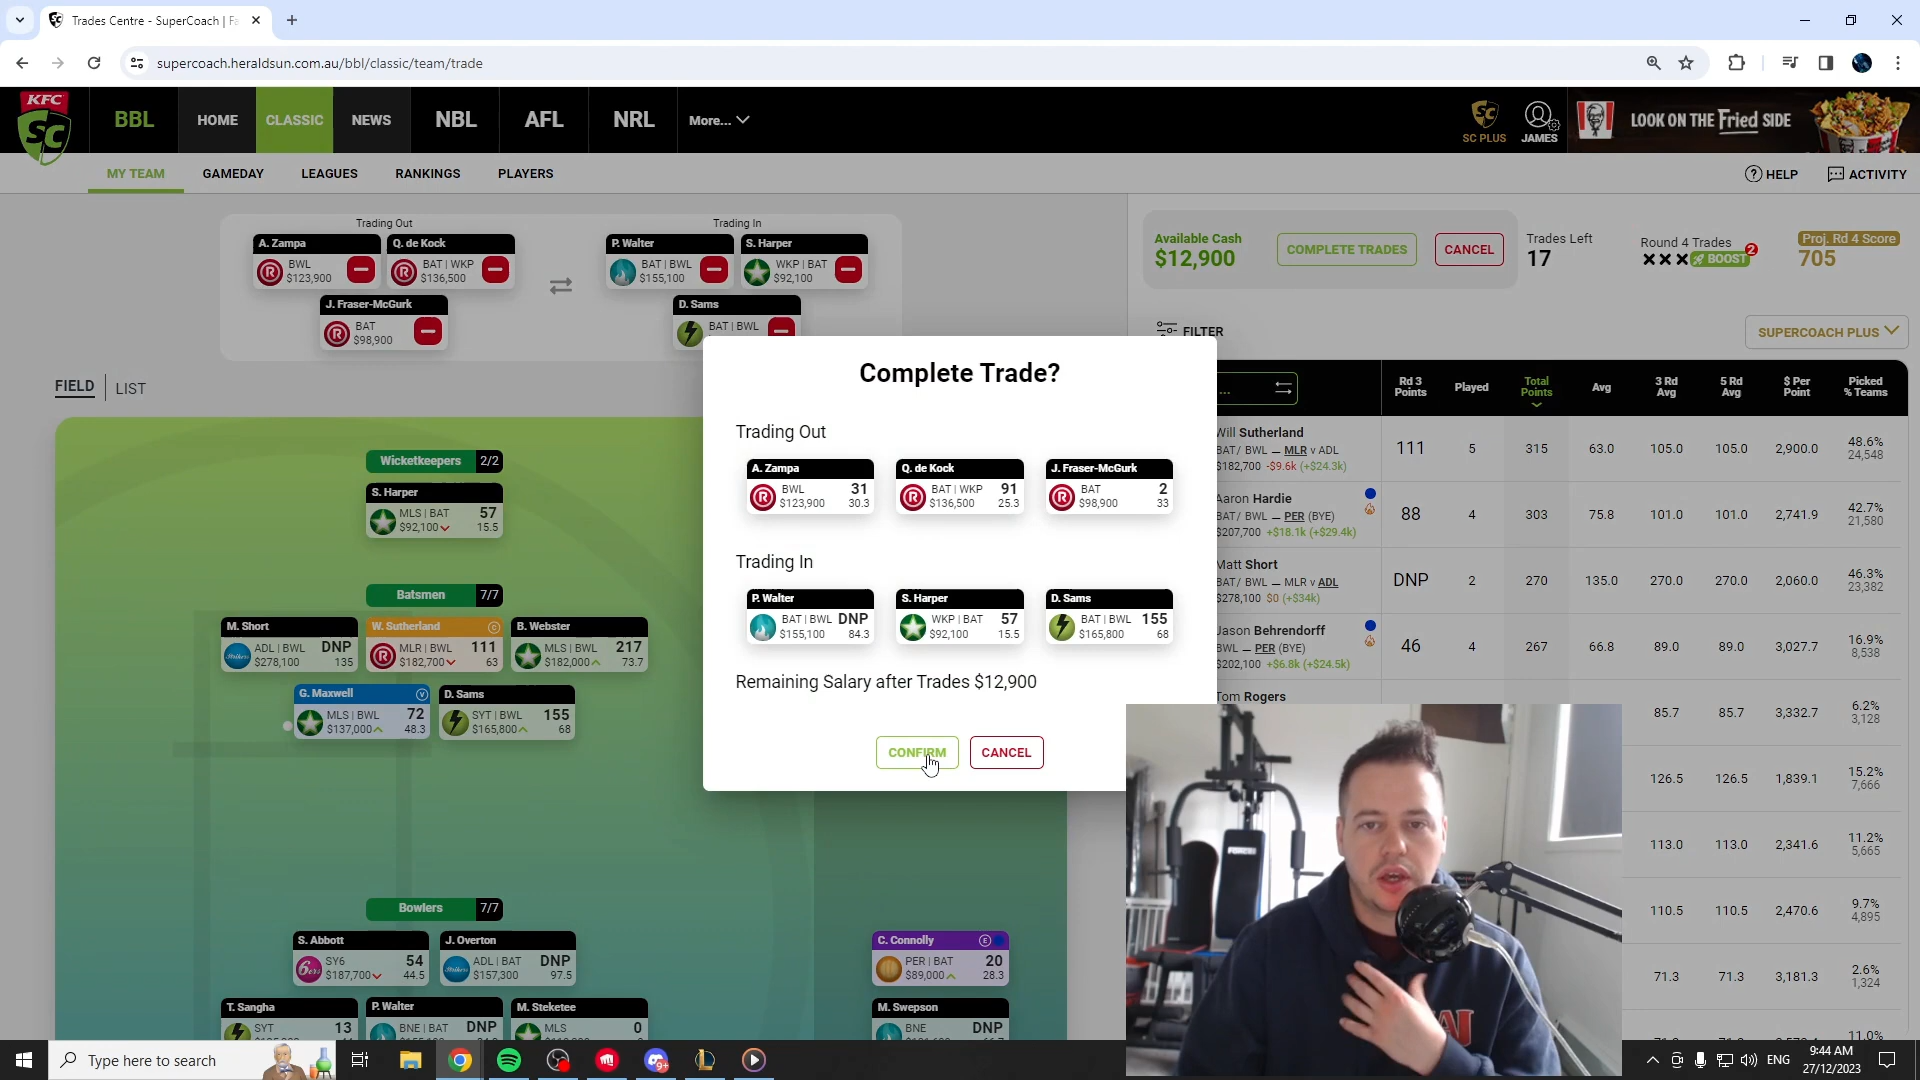 Trades Centre - SuperCoach | Fa
supercoach.heraldsun.com.au/bbl/classic/team/trade
KFC
SC
BBL
HOME
CLASSIC
NEWS
NBL
AFL
NRL
More...
SC PLUS
JAMES
LOOK ON THE Fried SIDE
MY TEAM
GAMEDAY
LEAGUES
RANKINGS
PLAYERS
HELP
ACTIVITY
Trading Out
Trading In
A. Zampa
BWL
$123,900
Q. de Kock
BAT | WKP
$136,500
J. Fraser-McGurk
BAT
$98,900
P. Walter
BAT | BWL
$155,100
S. Harper
WKP | BAT
$92,100
D. Sams
BAT | BWL
Available Cash
$12,900
COMPLETE TRADES
CANCEL
Trades Left
17
Round 4 Trades
BOOST
2
Proj. Rd 4 Score
705
FILTER
SUPERCOACH PLUS
FIELD
LIST
Wicketkeepers 2/2
S. Harper
MLS | BAT 57
$92,100 15.5
Batsmen 7/7
M. Short
ADL | BWL DNP
$278,100 135
W. Sutherland C
MLR | BWL 111
$182,700 63
B. Webster
MLS | BWL 217
$182,000 73.7
G. Maxwell V
MLS | BWL 72
$137,000 48.3
D. Sams
SYT | BWL 155
$165,800 68
Bowlers 7/7
S. Abbott
SY6 54
$187,700 44.5
J. Overton
ADL | BAT DNP
$157,300 97.5
C. Connolly E
PER | BAT 20
$89,000 28.3
T. Sangha
SYT 13
P. Walter
BNE | BAT DNP
M. Steketee
MLS 0
M. Swepson
BNE DNP
Complete Trade?
Trading Out
A. Zampa
BWL 31
$123,900 30.3
Q. de Kock
BAT | WKP 91
$136,500 25.3
J. Fraser-McGurk
BAT 2
$98,900 33
Trading In
P. Walter
BAT | BWL DNP
$155,100 84.3
S. Harper
WKP | BAT 57
$92,100 15.5
D. Sams
BAT | BWL 155
$165,800 68
Remaining Salary after Trades $12,900
CONFIRM
CANCEL
...
Rd 3 Points
Played
Total Points
Avg
3 Rd Avg
5 Rd Avg
$ Per Point
Picked % Teams
Will Sutherland
BAT/ BWL — MLR v ADL
$182,700 -$9.6k (+$24.3k)
111 5 315 63.0 105.0 105.0 2,900.0 48.6%
24,548
Aaron Hardie
BAT/ BWL — PER (BYE)
$207,700 +$18.1k (+$29.4k)
88 4 303 75.8 101.0 101.0 2,741.9 42.7%
21,580
Matt Short
BAT/ BWL — MLR v ADL
$278,100 $0 (+$34k)
DNP 2 270 135.0 270.0 270.0 2,060.0 46.3%
23,382
Jason Behrendorff
BWL — PER (BYE)
$202,100 +$6.8k (+$24.5k)
46 4 267 66.8 89.0 89.0 3,027.7 16.9%
8,538
Tom Rogers
85.7 85.7 3,332.7 6.2%
3,128
126.5 126.5 1,839.1 15.2%
7,666
113.0 113.0 2,341.6 11.2%
5,665
110.5 110.5 2,470.6 9.7%
4,895
71.3 71.3 3,181.3 2.6%
1,324
11.0%
FORCE
Type here to search
9+
ENG
9:44 AM
27/12/2023